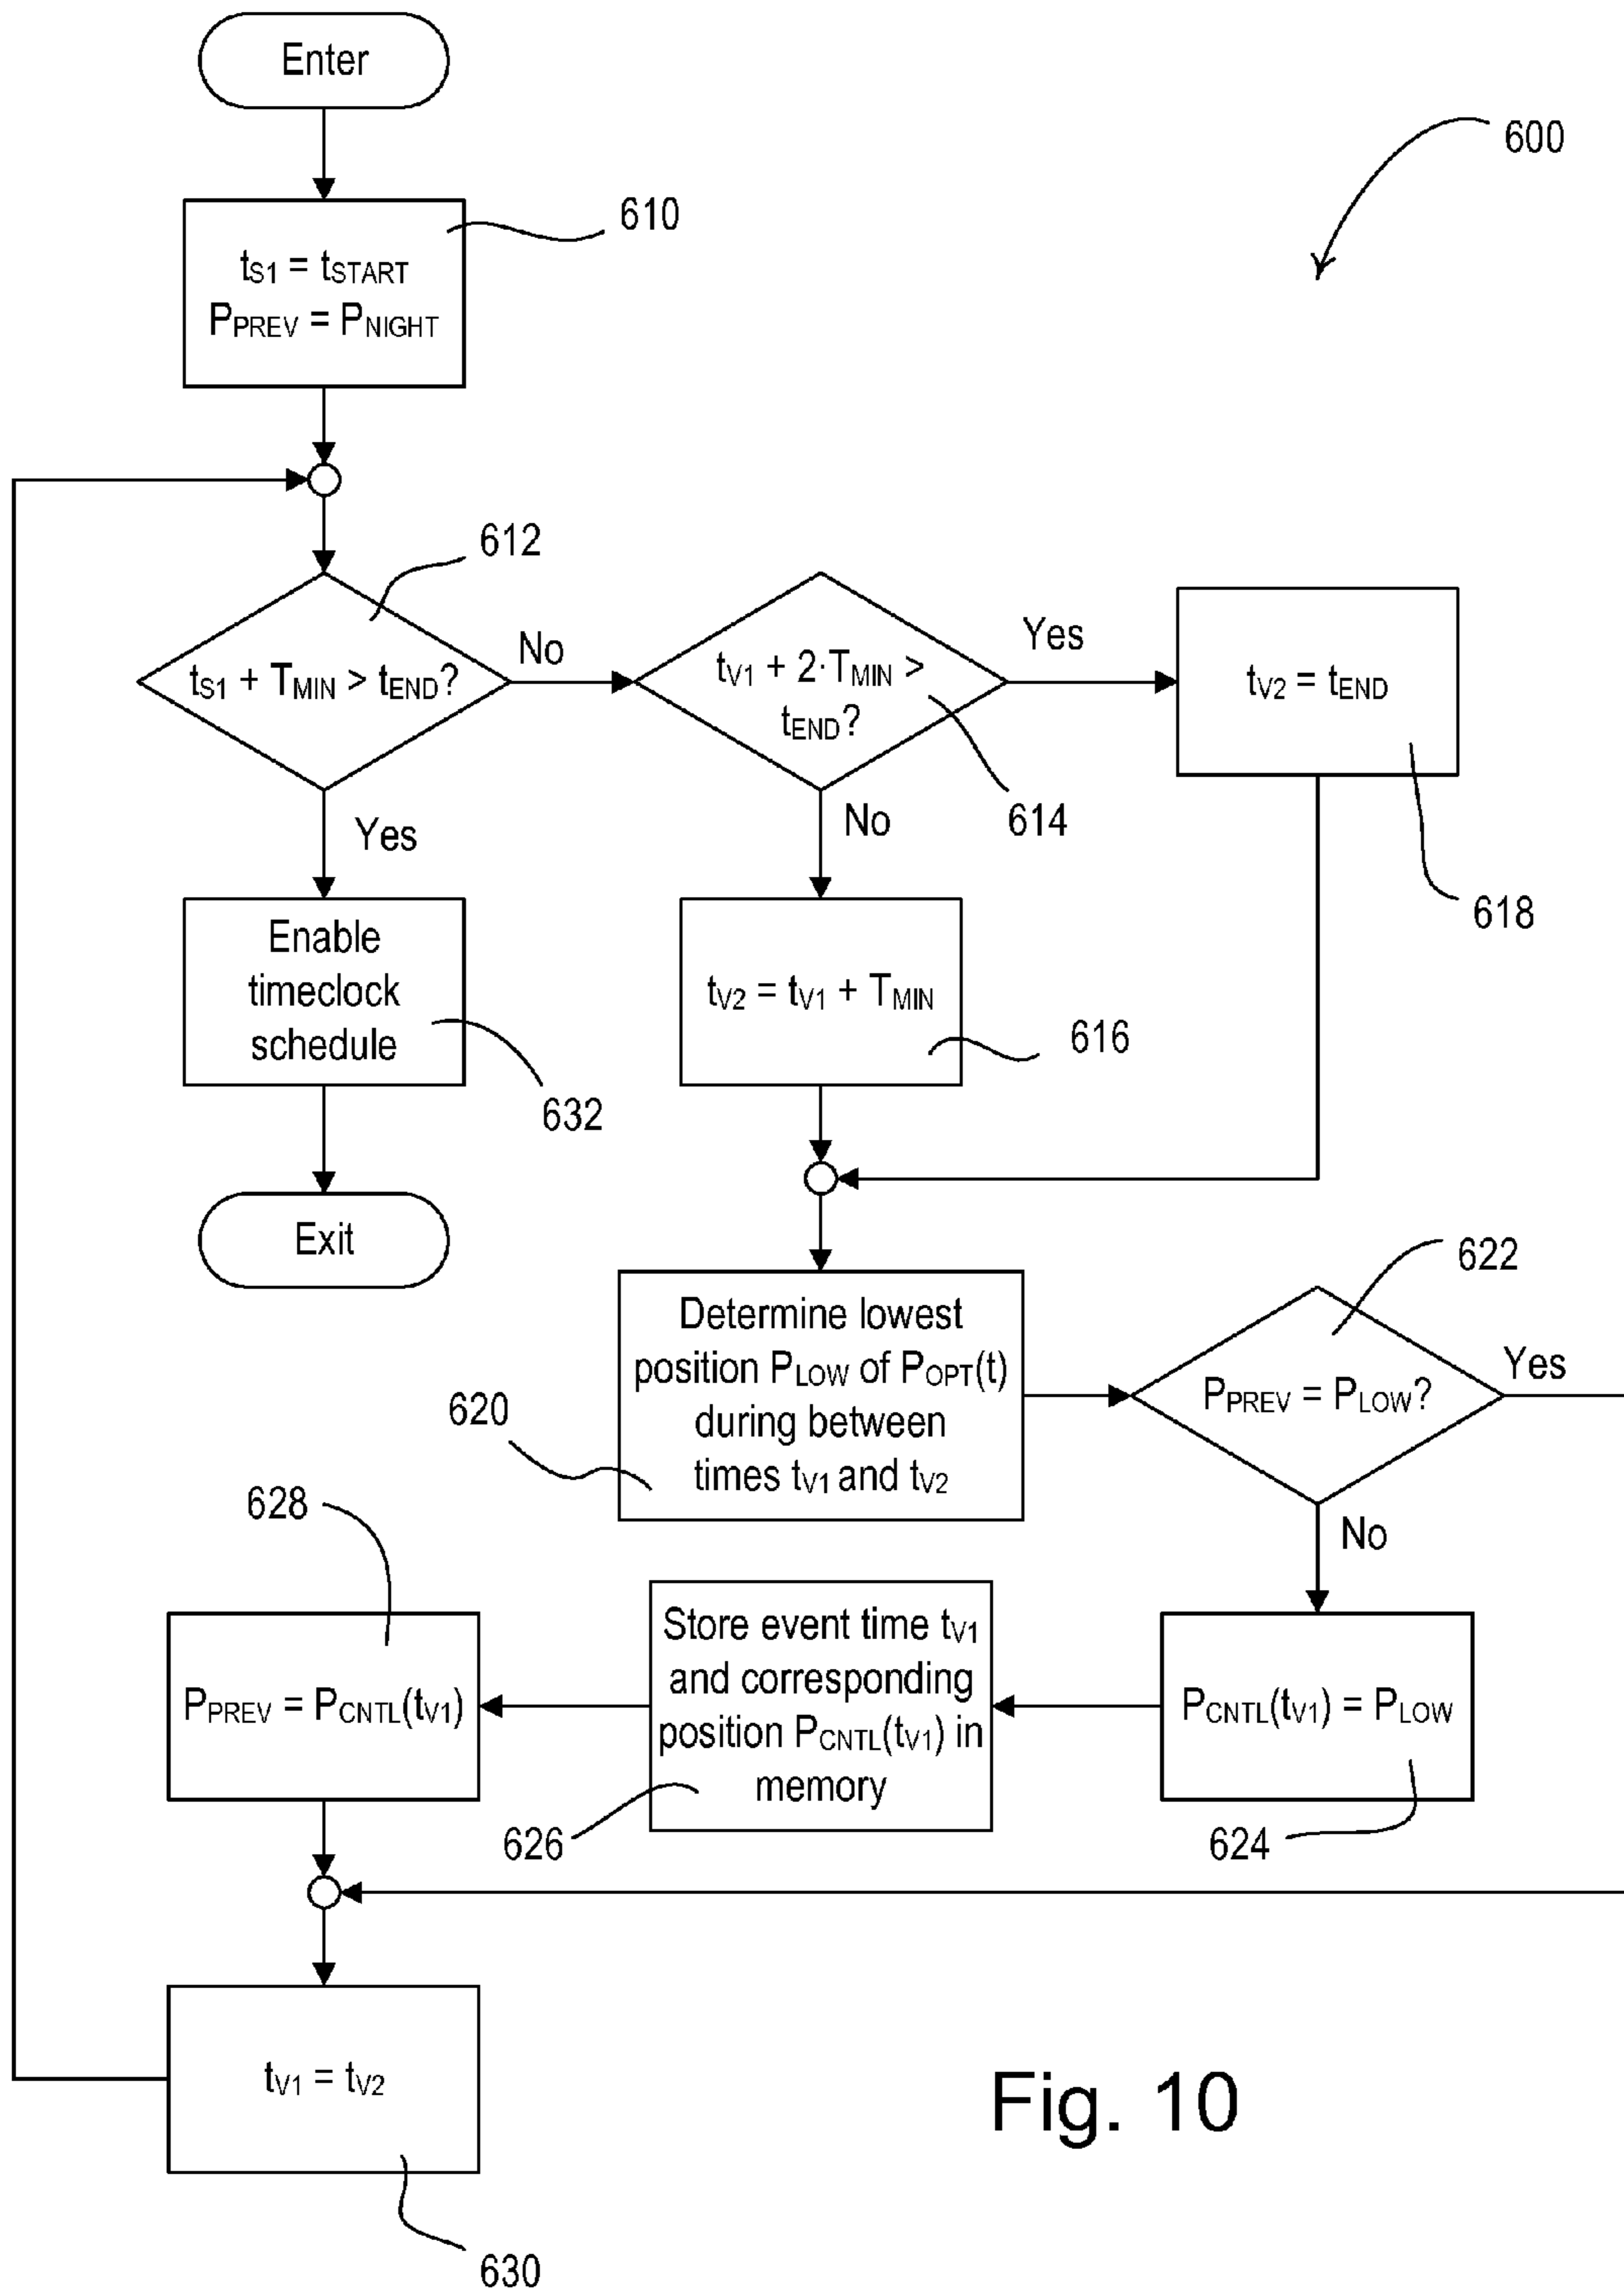 Enter
600
610
tS1 = tSTART
PPREV = PNIGHT
612
tS1 + TMIN > tEND?
No
Yes
tV1 + 2·TMIN >
tEND?
614
Yes
No
tV2 = tEND
618
Enable
timeclock
schedule
632
tV2 = tV1 + TMIN
616
Exit
Determine lowest
position PLOW of POPT(t)
during between
times tV1 and tV2
620
622
PPREV = PLOW?
Yes
No
628
PPREV = PCNTL(tV1)
Store event time tV1
and corresponding
position PCNTL(tV1) in
memory
626
PCNTL(tV1) = PLOW
624
tV1 = tV2
630
Fig. 10